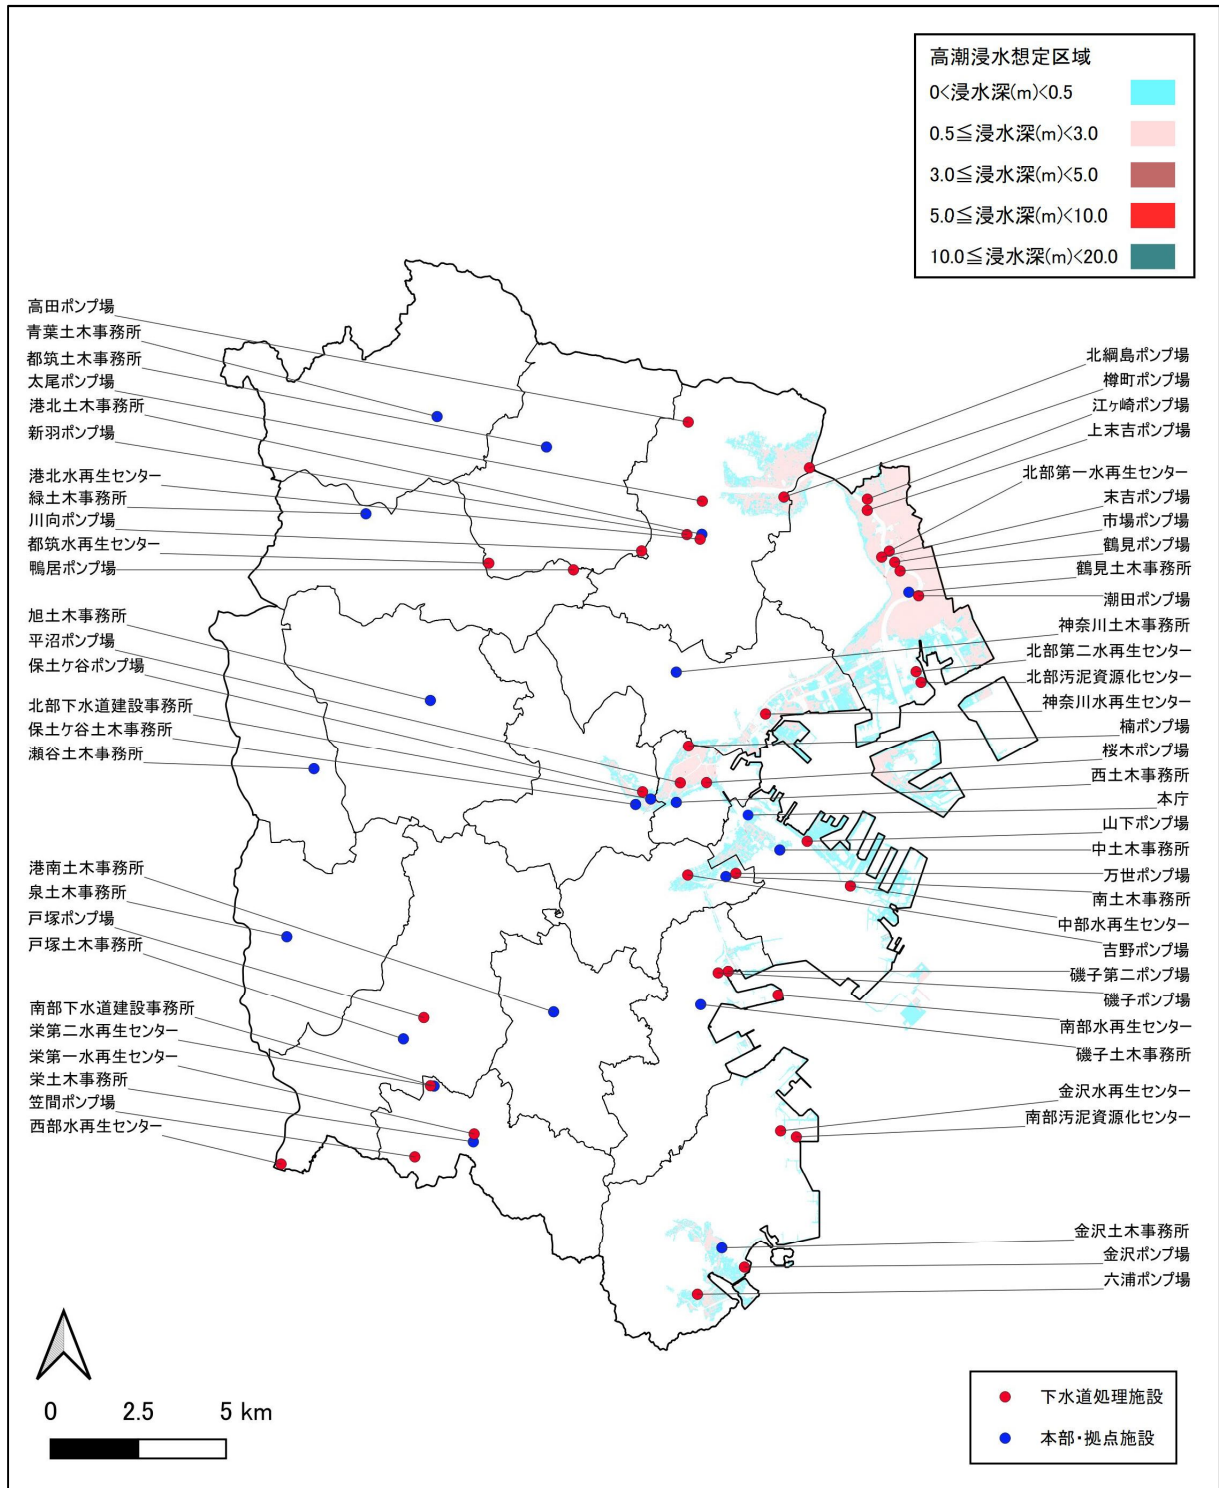 高潮浸水想定区域
0<浸水深(m)<0.5
0.5≦浸水深(m)<3.0
3.0≦浸水深(m)<5.0
5.0≦浸水深(m)<10.0
10.0≦浸水深(m)<20.0
高田ポンプ場
青葉土木事務所
都筑土木事務所
太尾ポンプ場
港北土木事務所
新羽ポンプ場
港北水再生センター
緑土木事務所
川向ポンプ場
都筑水再生センター
鴨居ポンプ場
旭土木事務所
平沼ポンプ場
保土ケ谷ポンプ場
北部下水道建設事務所
保土ケ谷土木事務所
瀬谷土木事務所
港南土木事務所
泉土木事務所
戸塚ポンプ場
戸塚土木事務所
南部下水道建設事務所
栄第二水再生センター
栄第一水再生センター
栄土木事務所
笠間ポンプ場
西部水再生センター
北綱島ポンプ場
樽町ポンプ場
江ヶ崎ポンプ場
上末吉ポンプ場
北部第一水再生センター
末吉ポンプ場
市場ポンプ場
鶴見ポンプ場
鶴見土木事務所
潮田ポンプ場
神奈川土木事務所
北部第二水再生センター
北部汚泥資源化センター
神奈川水再生センター
楠ポンプ場
桜木ポンプ場
西土木事務所
本庁
山下ポンプ場
中土木事務所
万世ポンプ場
南土木事務所
中部水再生センター
吉野ポンプ場
磯子第二ポンプ場
磯子ポンプ場
南部水再生センター
磯子土木事務所
金沢水再生センター
南部汚泥資源化センター
金沢土木事務所
金沢ポンプ場
六浦ポンプ場
0 2.5 5 km
下水道処理施設
本部・拠点施設